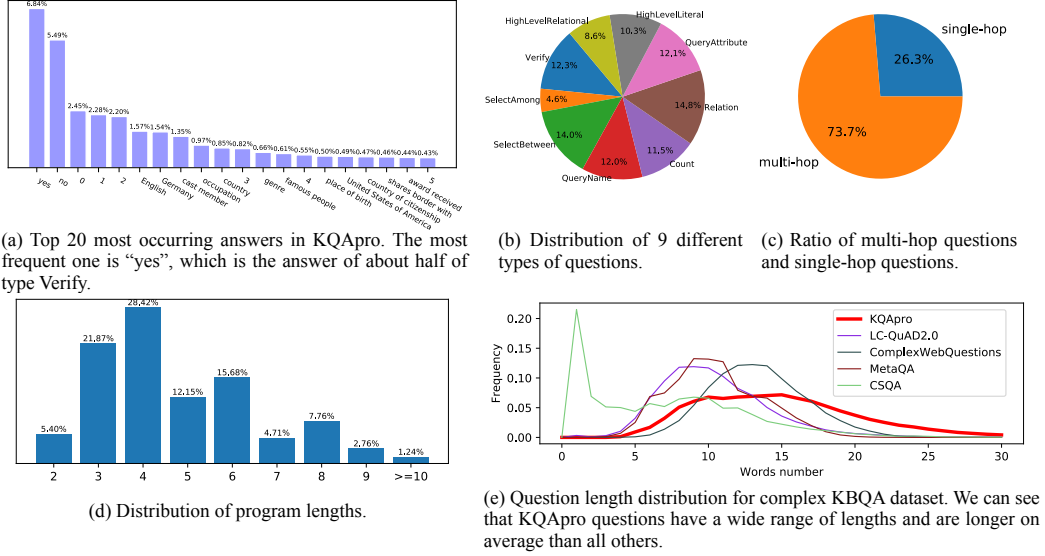 6.84%
5.49%
2.45%
2.28%
2.20%
1.57%
1.54%
1.35%
0.97%
0.85%
0.82%
0.66%
0.61%
0.55%
0.50%
0.49%
0.47%
0.46%
0.44%
0.43%
yes
no
0
1
2
English
Germany
cast member
occupation
country
3
genre
famous people
4
place of birth
United States of America
country of citizenship
shares border with
award received
5
(a) Top 20 most occurring answers in KQApro. The most
frequent one is “yes”, which is the answer of about half of
type Verify.
HighLevelLiteral
HighLevelRelational
10.3%
8.6%
QueryAttribute
12,1%
Verify
12,3%
SelectAmong
4.6%
Relation
14,8%
SelectBetween
14.0%
Count
11,5%
QueryName
12.0%
(b) Distribution of 9 different
types of questions.
single-hop
26.3%
73.7%
multi-hop
(c) Ratio of multi-hop questions
and single-hop questions.
28,42%
21,87%
15,68%
12,15%
7.76%
5.40%
4.71%
2,76%
1.24%
2
3
4
5
6
7
8
9
>=10
(d) Distribution of program lengths.
Frequency
0.20
0.15
0.10
0.05
0.00
KQApro
LC-QuAD2.0
ComplexWebQuestions
MetaQA
CSQA
0
5
10
15
20
25
30
Words number
(e) Question length distribution for complex KBQA dataset. We can see
that KQApro questions have a wide range of lengths and are longer on
average than all others.